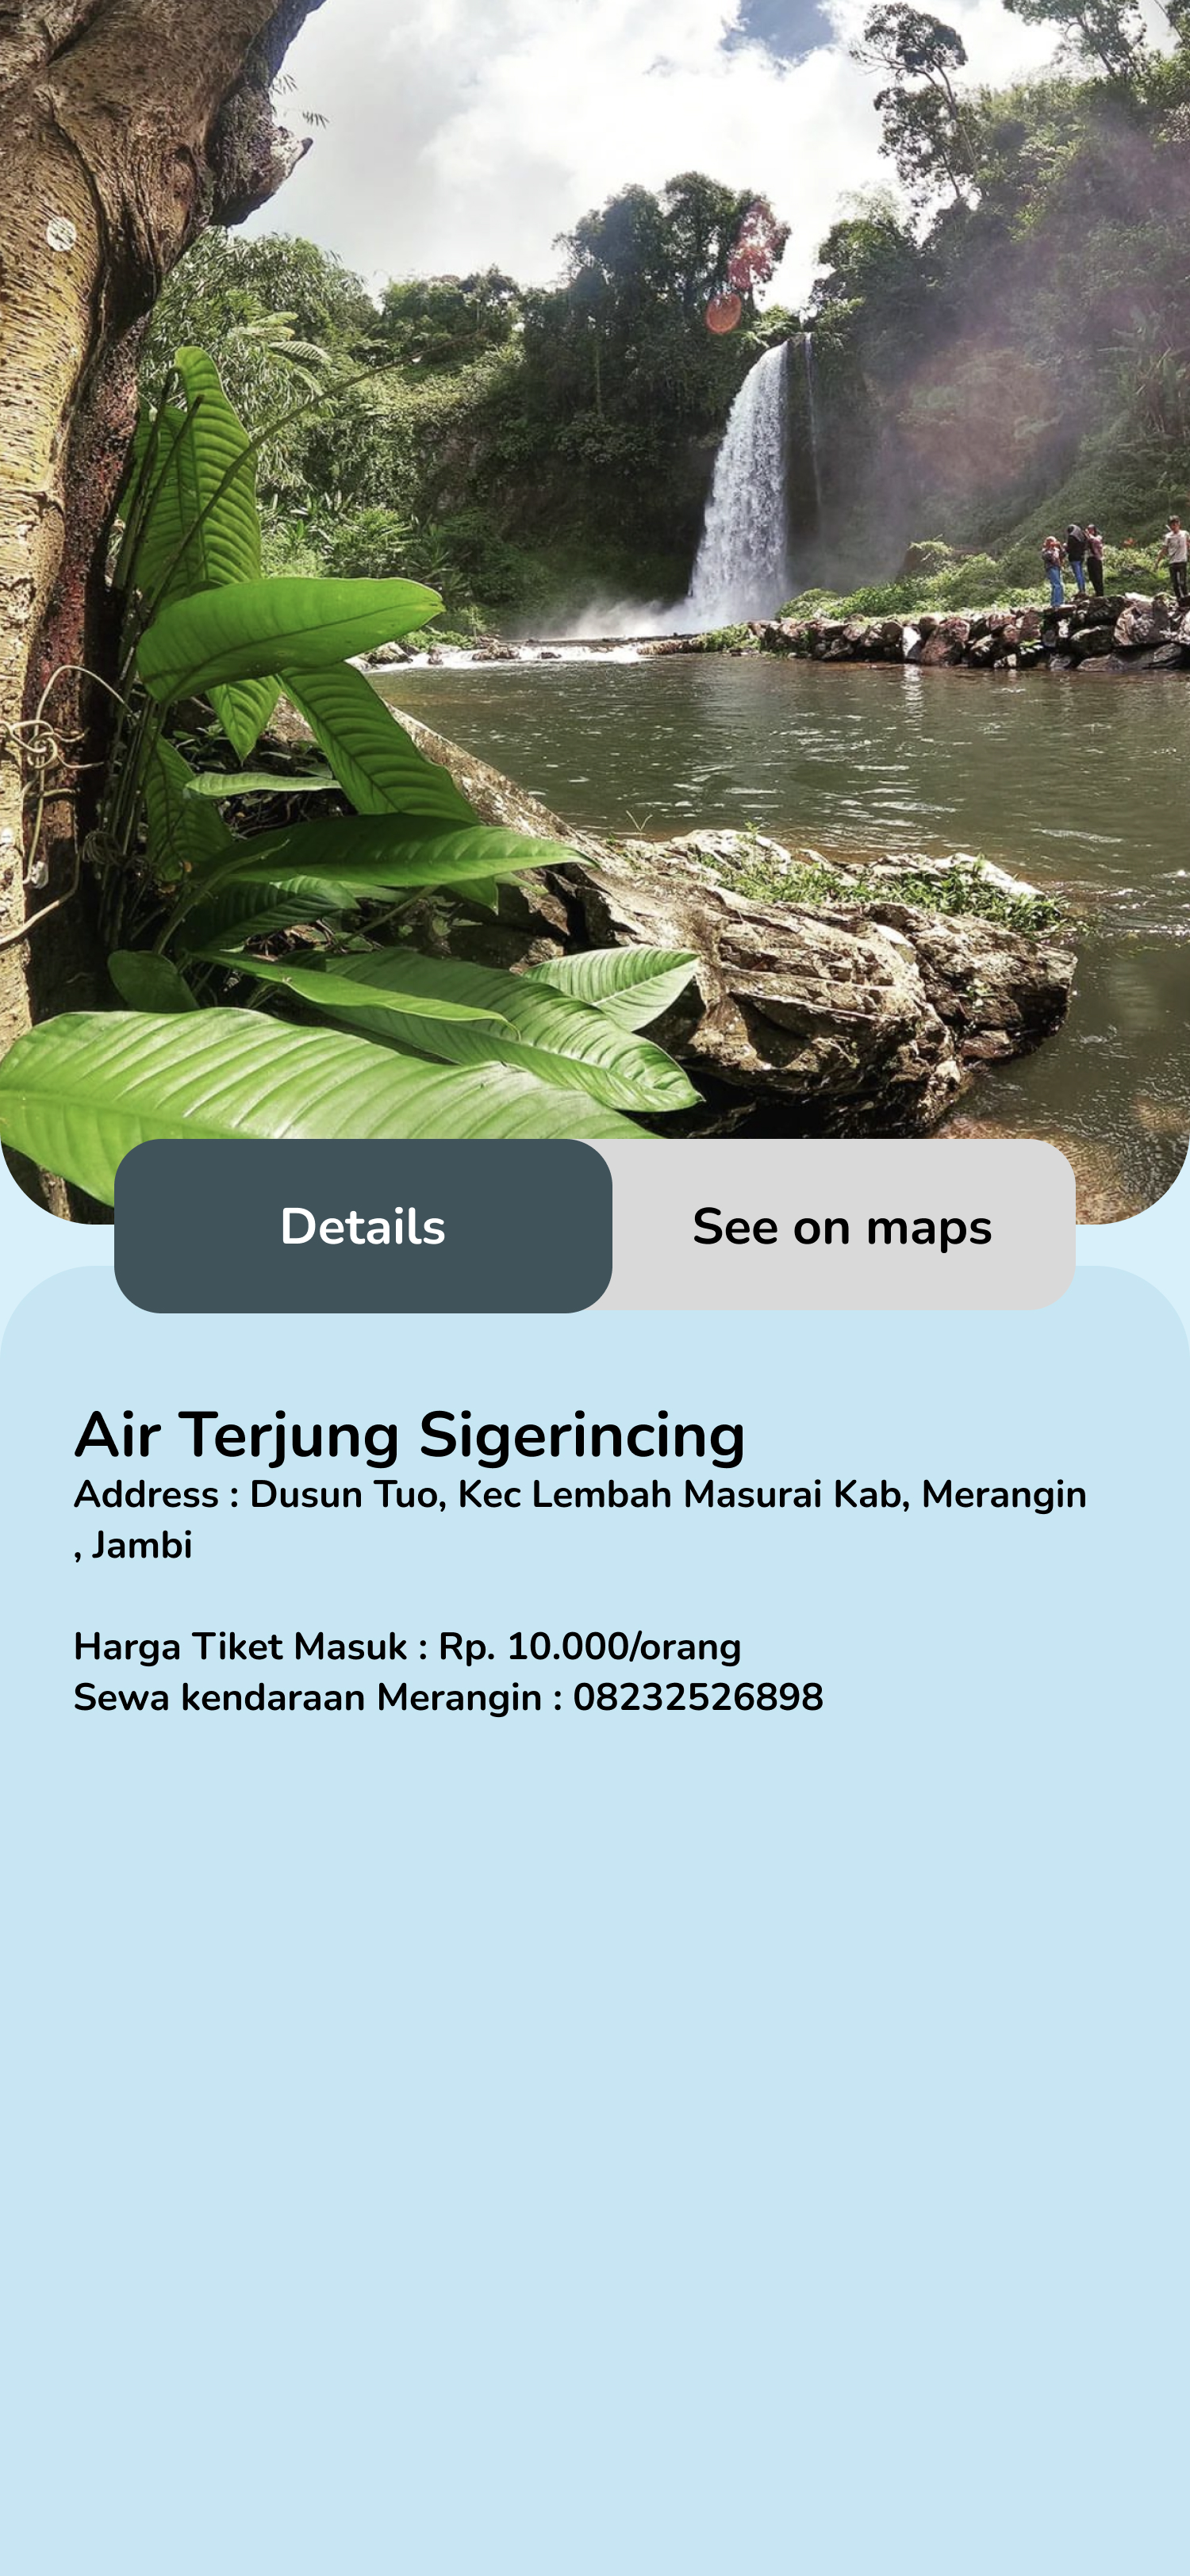 Details
See on maps
Air Terjung Sigerincing
Address : Dusun Tuo, Kec Lembah Masurai Kab, Merangin
, Jambi
Harga Tiket Masuk : Rp. 10.000/orang
Sewa kendaraan Merangin : 08232526898